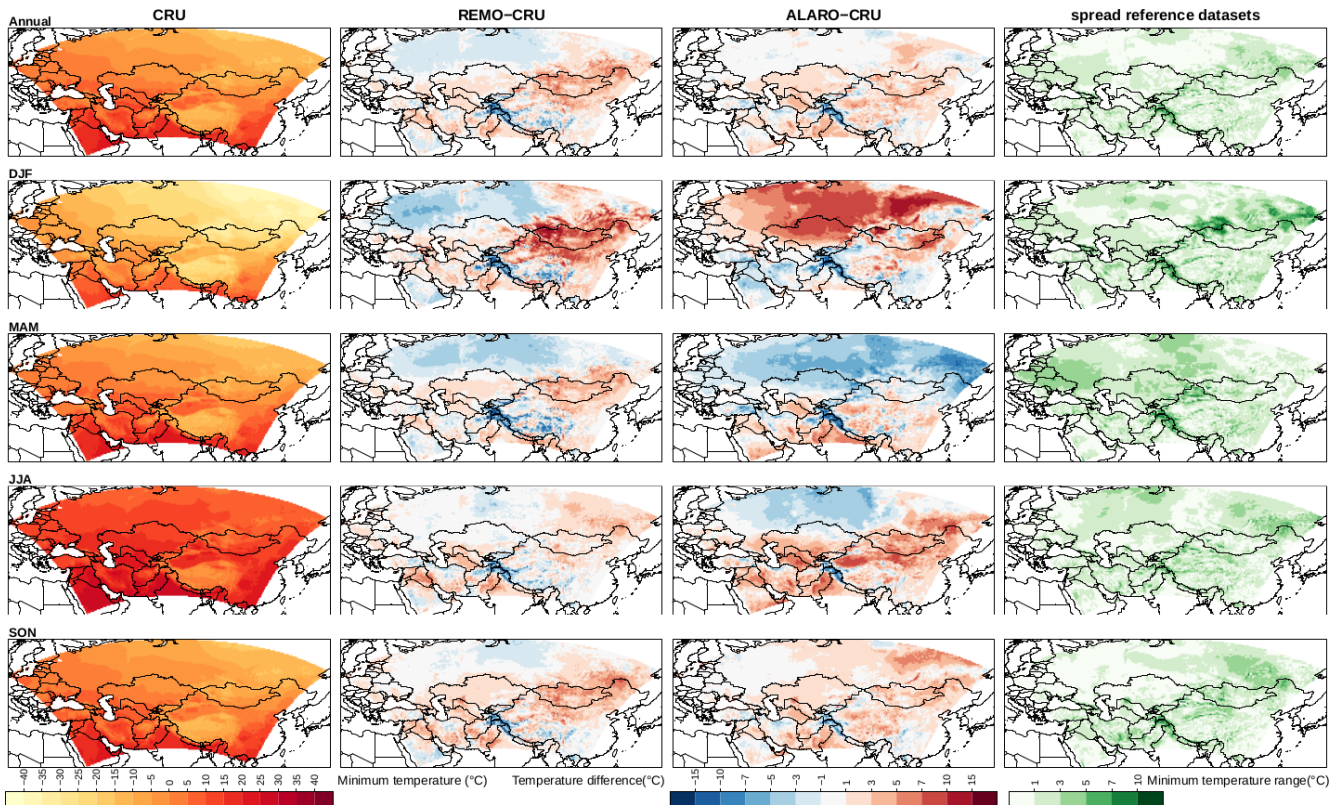 CRU REMO−CRU ALARO−CRU spread reference datasets
Annual
DJF
MAM
JJA
SON
−40 −35 −30 −25 −20 −15 −10 −5 0 5 10 15 20 25 30 35 40 Minimum temperature (°C) Temperature difference(°C) −15 −10 −7 −5 −3 −1 1 3 5 7 10 15 1 3 5 7 10 Minimum temperature range(°C)